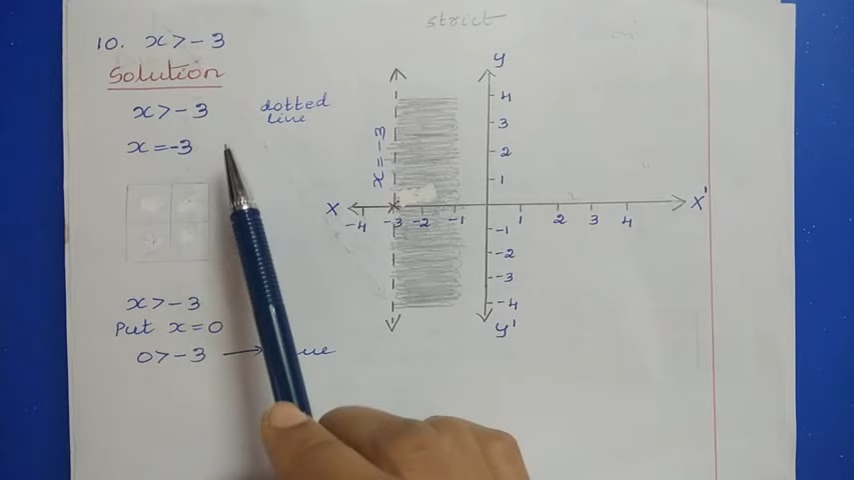 strict
10. x > -3
Solution
x > -3
dotted line
x = -3
x > -3
Put x = 0
0 > -3 →
y
4
3
2
1
x = -3
X
X'
-4 -3 -2 -1 1 2 3 4
-1
-2
-3
-4
y'